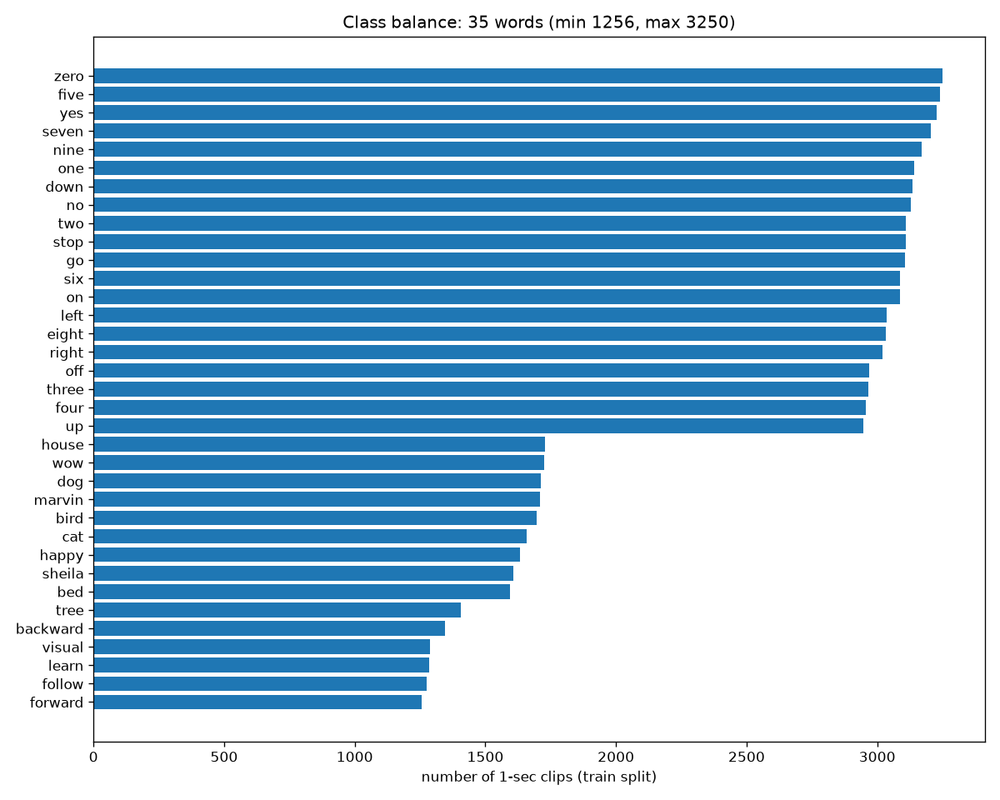 Class balance: 35 words (min 1256, max 3250)
zero
five
yes
seven
nine
one
down
no
two
stop
go
six
on
left
eight
right
off
three
four
up
house
wow
dog
marvin
bird
cat
happy
sheila
bed
tree
backward
visual
learn
follow
forward
0 500 1000 1500 2000 2500 3000
number of 1-sec clips (train split)